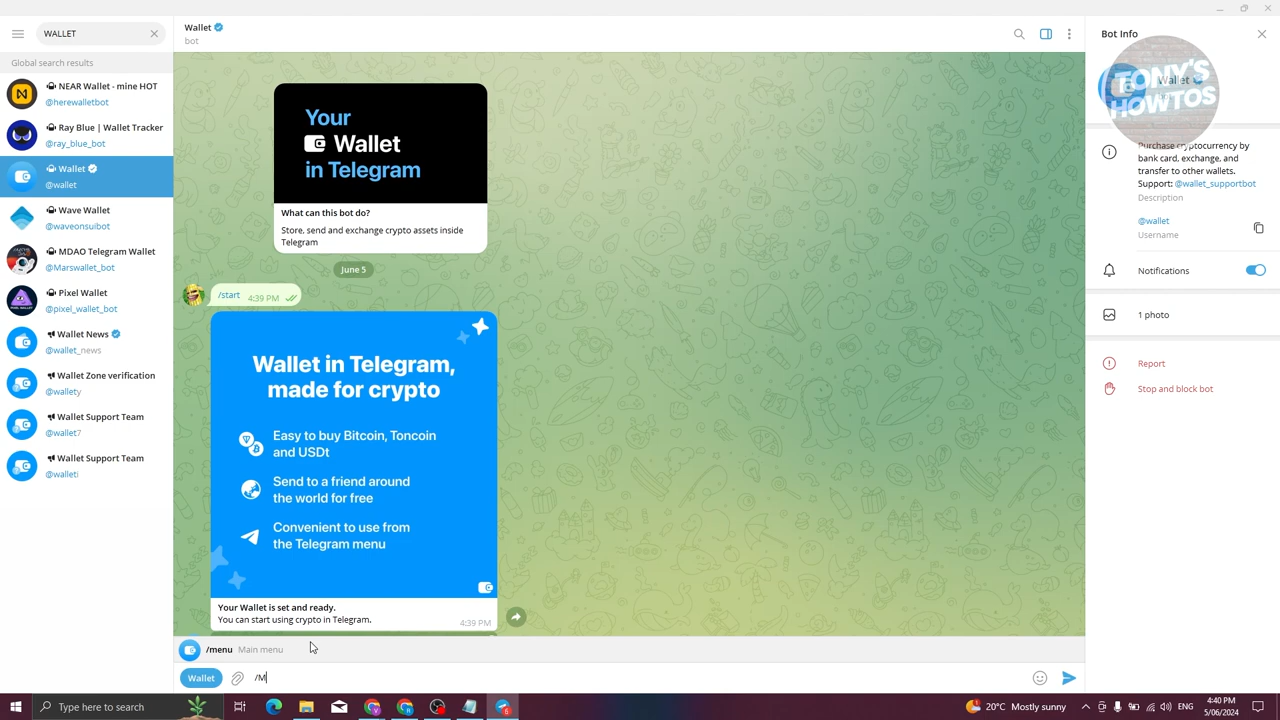 WALLET
Global search results
NEAR Wallet - mine HOT
@herewalletbot
Ray Blue | Wallet Tracker
@ray_blue_bot
Wallet
@wallet
Wave Wallet
@waveonsuibot
MDAO Telegram Wallet
@Marswallet_bot
Pixel Wallet
@pixel_wallet_bot
Wallet News
@wallet_news
Wallet Zone verification
@wallety
Wallet Support Team
@wallet7
Wallet Support Team
@walleti
Wallet
bot
Your
Wallet
in Telegram
What can this bot do?
Store, send and exchange crypto assets inside
Telegram
June 5
/start 4:39 PM
Wallet in Telegram,
made for crypto
Easy to buy Bitcoin, Toncoin
and USDt
Send to a friend around
the world for free
Convenient to use from
the Telegram menu
Your Wallet is set and ready.
You can start using crypto in Telegram.
4:39 PM
/menu Main menu
Wallet
/M
Bot Info
Wallet
TONY'S
HOWTOS
Purchase cryptocurrency by
bank card, exchange, and
transfer to other wallets.
Support: @wallet_supportbot
Description
@wallet
Username
Notifications
1 photo
Report
Stop and block bot
Type here to search
20°C Mostly sunny
ENG
4:40 PM
5/06/2024